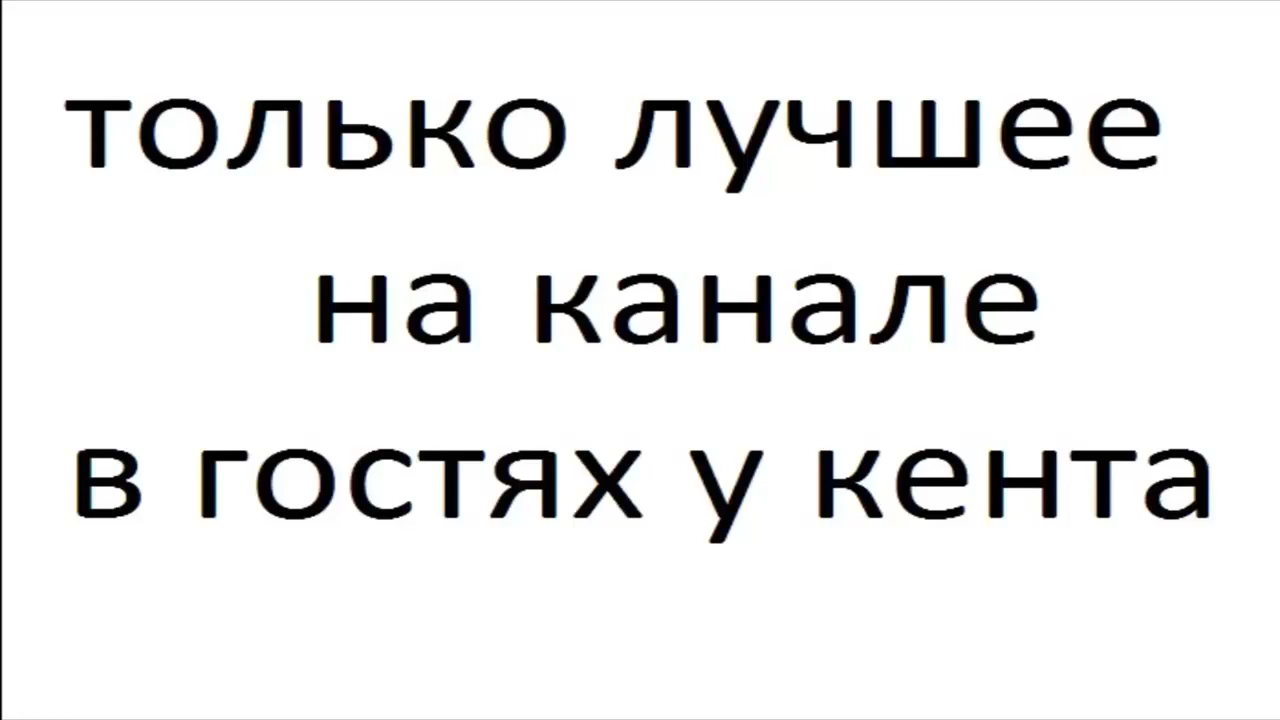 только лучшее
на канале
в гостях у кента